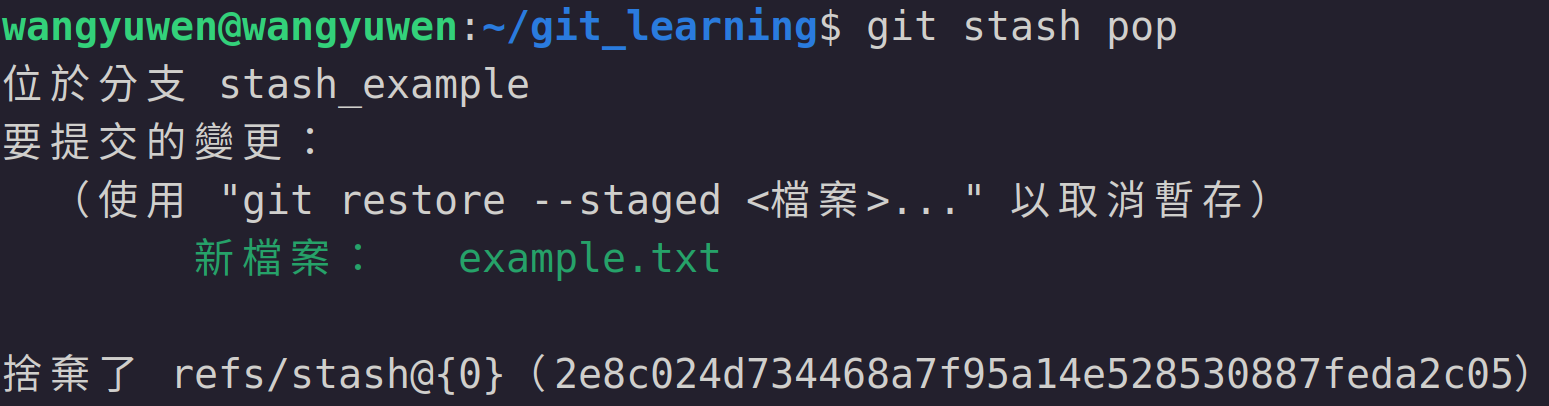 wangyuwen@wangyuwen:~/git_learning$ git stash pop
位於分支 stash_example
要提交的變更：
  （使用 "git restore --staged <檔案>..." 以取消暫存）
        新檔案：   example.txt
捨棄了 refs/stash@{0}（2e8c024d734468a7f95a14e528530887feda2c05）